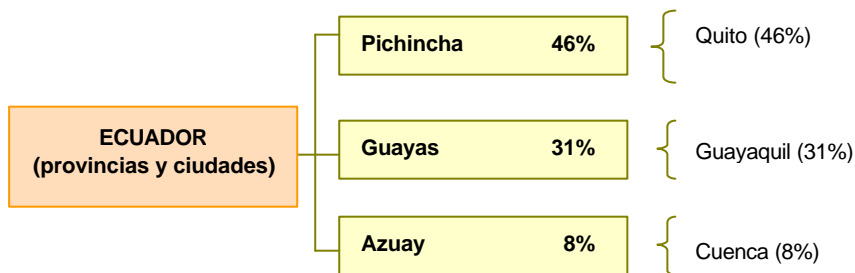 ECUADOR
(provincias y ciudades)
Pichincha 46%
Quito (46%)
Guayas 31%
Guayaquil (31%)
Azuay 8%
Cuenca (8%)